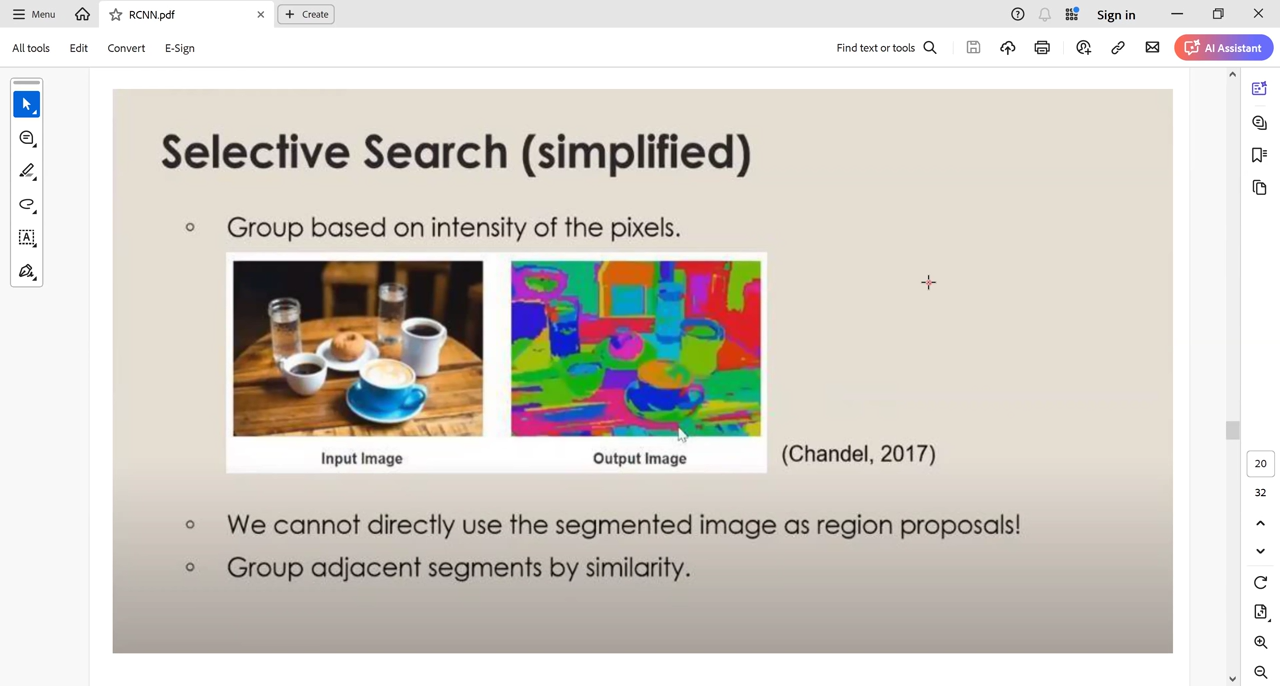 Menu
RCNN.pdf
Create
Sign in
All tools
Edit
Convert
E-Sign
Find text or tools
AI Assistant
Selective Search (simplified)
Group based on intensity of the pixels.
Input Image
Output Image
(Chandel, 2017)
We cannot directly use the segmented image as region proposals!
Group adjacent segments by similarity.
20
32